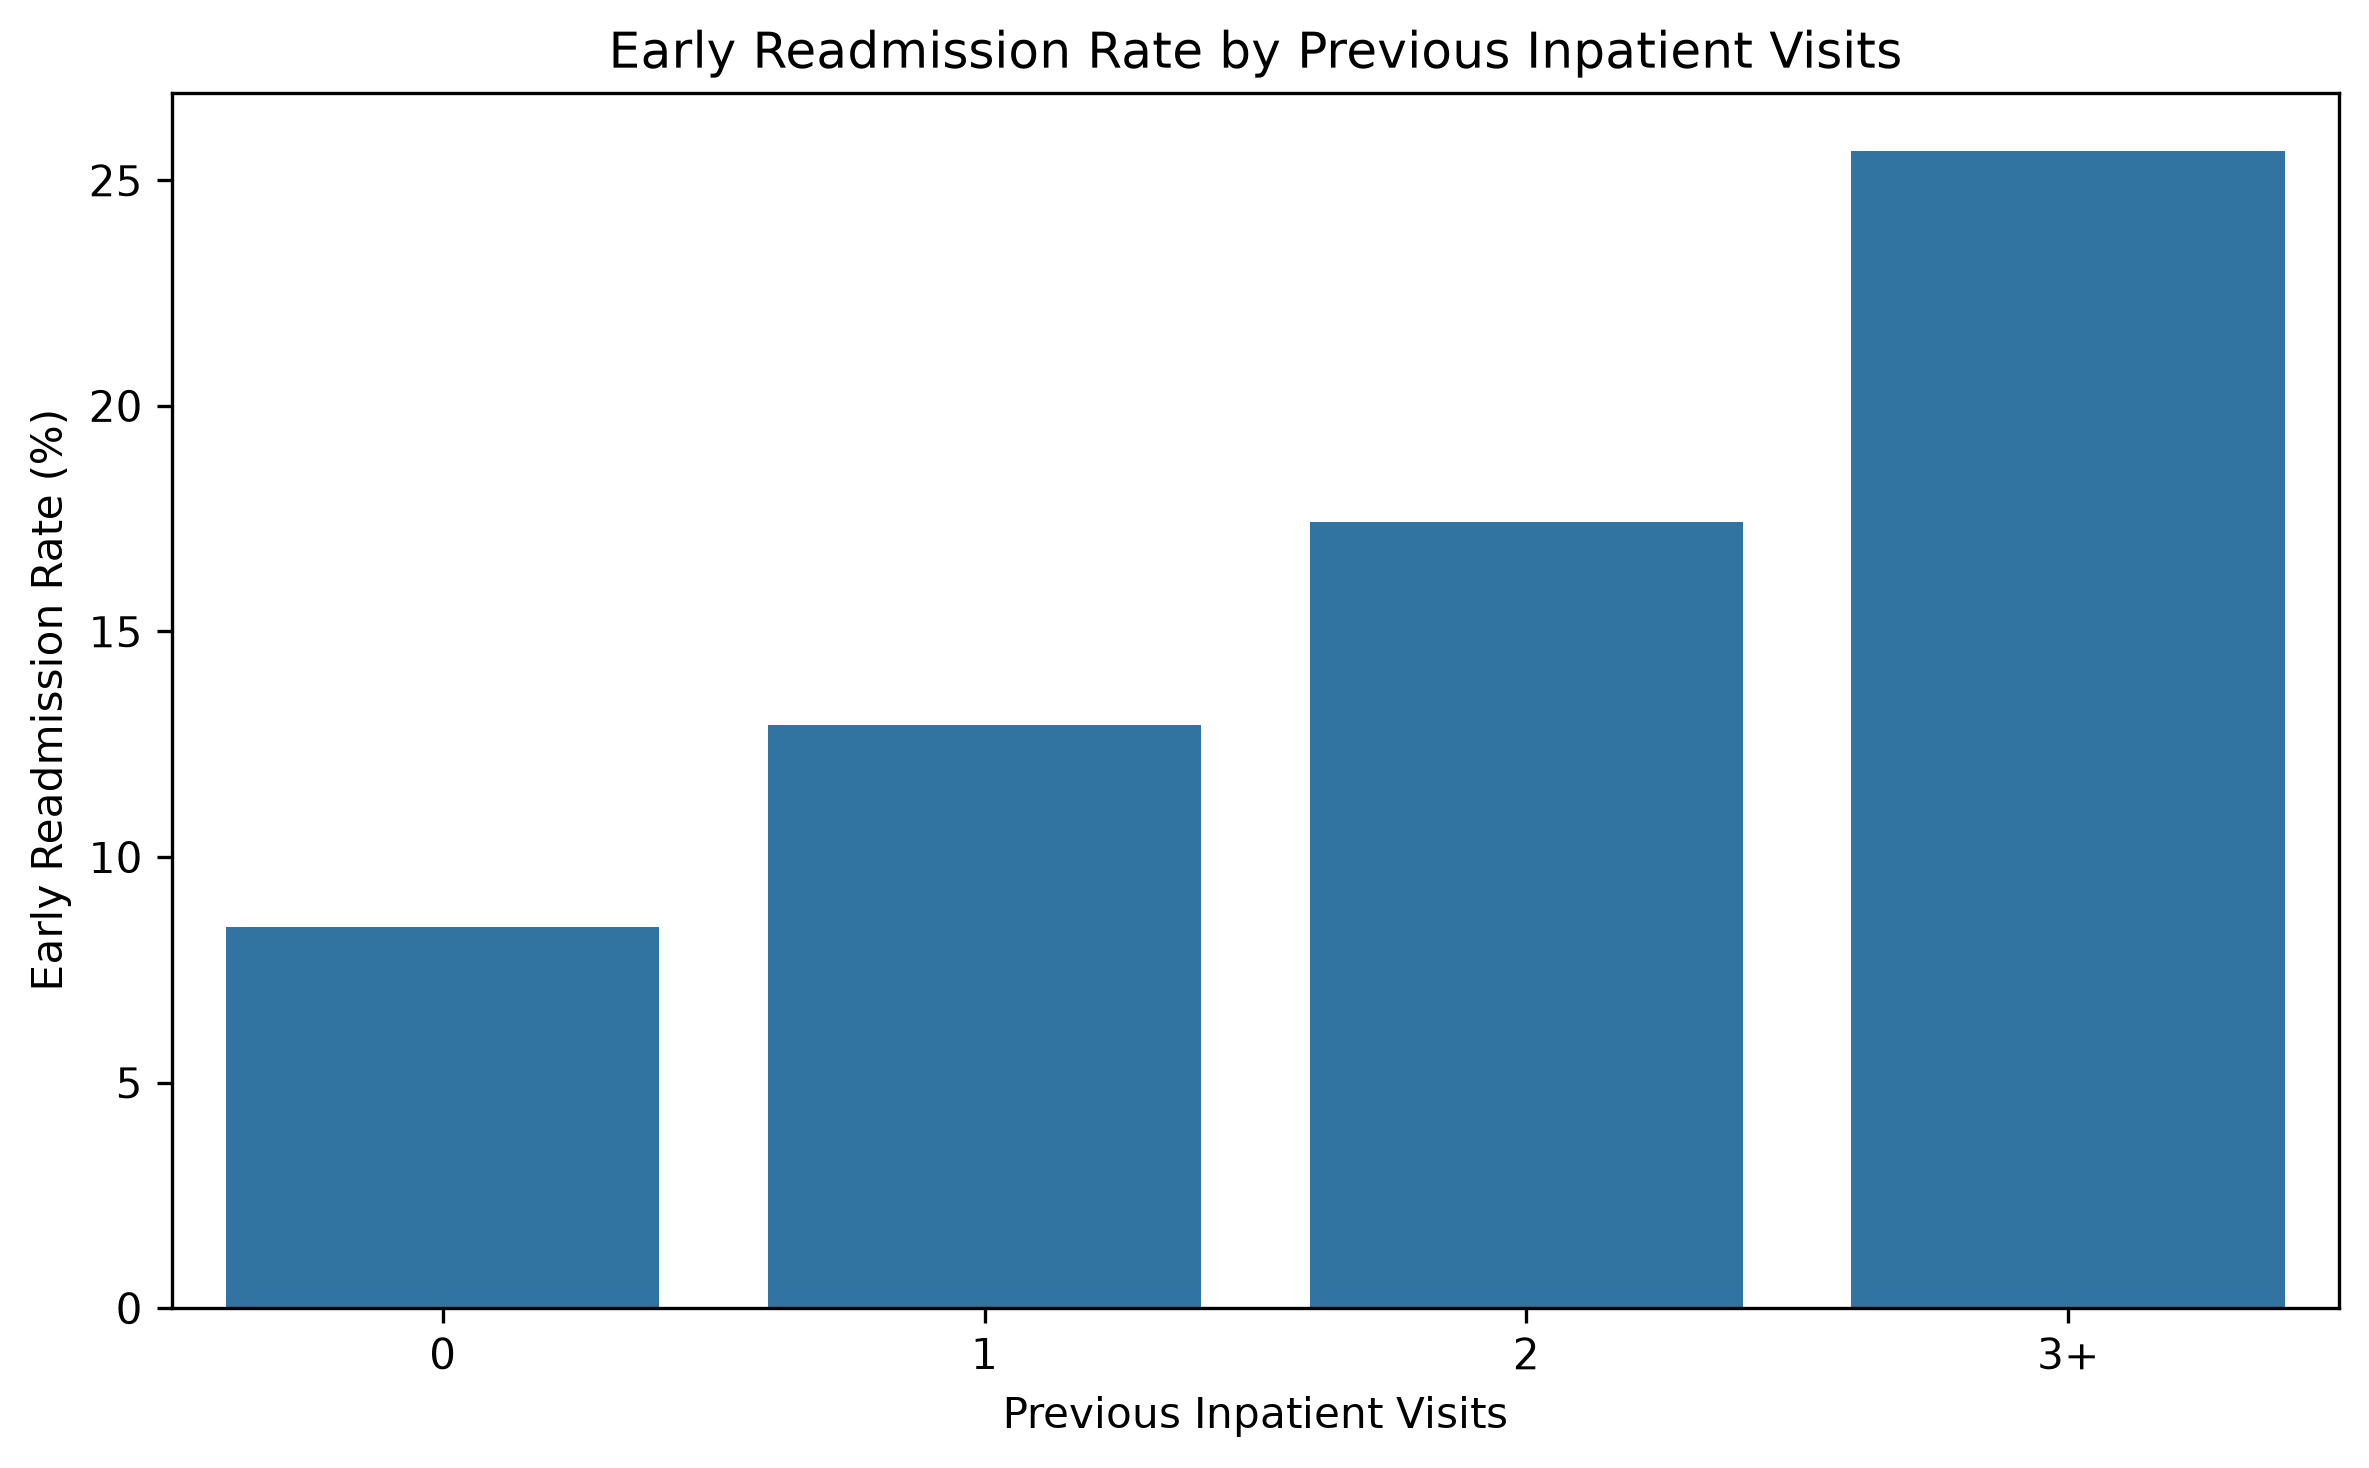 Early Readmission Rate by Previous Inpatient Visits
Early Readmission Rate (%)
25
20
15
10
5
0
0 1 2 3+
Previous Inpatient Visits